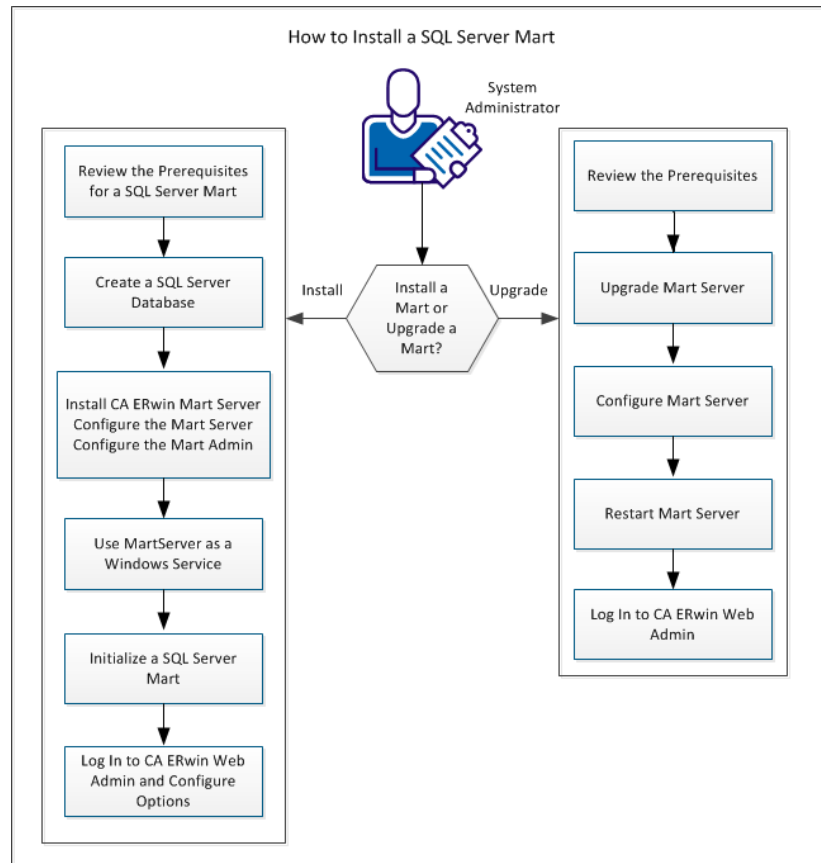 How to Install a SQL Server Mart
System
Administrator
Install a
Mart or
Upgrade a
Mart?
Install
Upgrade
Review the Prerequisites
for a SQL Server Mart
Create a SQL Server
Database
Install CA ERwin Mart Server
Configure the Mart Server
Configure the Mart Admin
Use MartServer as a
Windows Service
Initialize a SQL Server
Mart
Log In to CA ERwin Web
Admin and Configure
Options
Review the Prerequisites
Upgrade Mart Server
Configure Mart Server
Restart Mart Server
Log In to CA ERwin Web
Admin